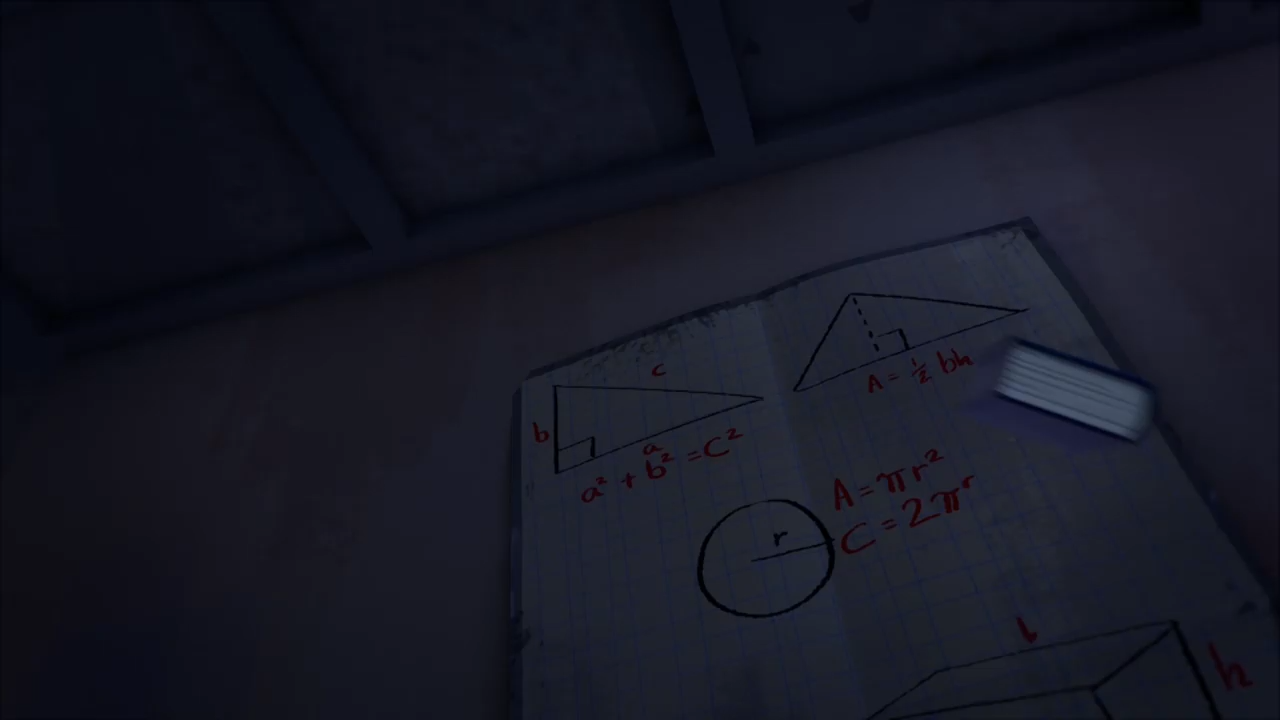 c
b
a
a² + b² = C²
A = ½ bh
A = πr²
C = 2πr
r
l
h